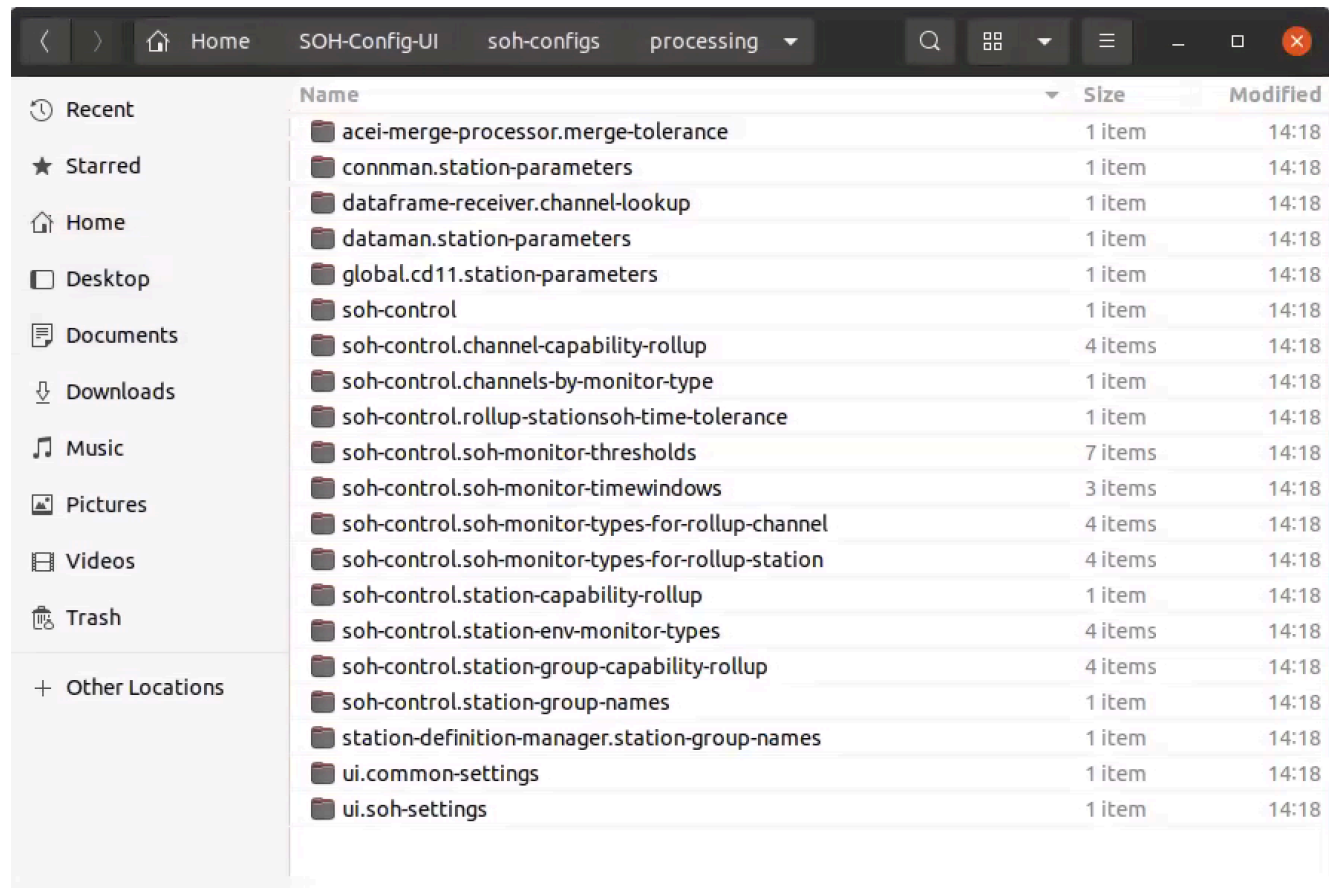 Home SOH-Config-UI soh-configs processing
Recent
Starred
Home
Desktop
Documents
Downloads
Music
Pictures
Videos
Trash
Other Locations
Name Size Modified
acei-merge-processor.merge-tolerance 1 item 14:18
connman.station-parameters 1 item 14:18
dataframe-receiver.channel-lookup 1 item 14:18
dataman.station-parameters 1 item 14:18
global.cd11.station-parameters 1 item 14:18
soh-control 1 item 14:18
soh-control.channel-capability-rollup 4 items 14:18
soh-control.channels-by-monitor-type 1 item 14:18
soh-control.rollup-stationsoh-time-tolerance 1 item 14:18
soh-control.soh-monitor-thresholds 7 items 14:18
soh-control.soh-monitor-timewindows 3 items 14:18
soh-control.soh-monitor-types-for-rollup-channel 4 items 14:18
soh-control.soh-monitor-types-for-rollup-station 4 items 14:18
soh-control.station-capability-rollup 1 item 14:18
soh-control.station-env-monitor-types 4 items 14:18
soh-control.station-group-capability-rollup 4 items 14:18
soh-control.station-group-names 1 item 14:18
station-definition-manager.station-group-names 1 item 14:18
ui.common-settings 1 item 14:18
ui.soh-settings 1 item 14:18